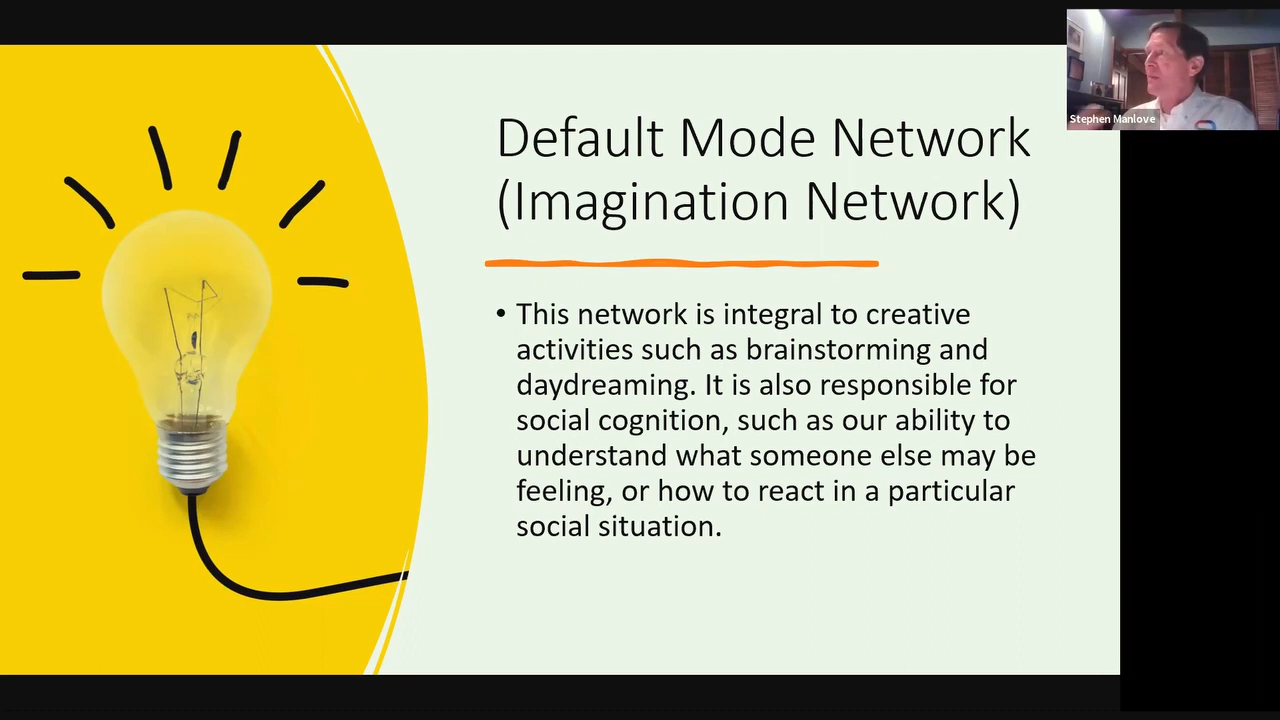 Stephen Manlove
Default Mode Network
(Imagination Network)
• This network is integral to creative
activities such as brainstorming and
daydreaming. It is also responsible for
social cognition, such as our ability to
understand what someone else may be
feeling, or how to react in a particular
social situation.